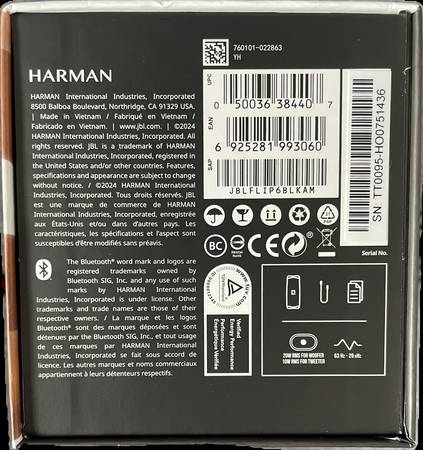 760101-022863
YH
HARMAN
HARMAN International Industries, Incorporated
8500 Balboa Boulevard, Northridge, CA 91329 USA.
| Made in Vietnam / Fabriqué en Vietnam /
Fabricado en Vietnam. | www.jbl.com. | ©2024
HARMAN International Industries, Incorporated. All
rights reserved. JBL is a trademark of HARMAN
International Industries, Incorporated, registered in
the United States and/or other countries. Features,
specifications and appearance are subject to change
without notice. / ©2024 HARMAN International
Industries, Incorporated. Tous droits réservés. JBL
est une marque de commerce de HARMAN
International Industries, Incorporated, enregistrée
aux États-Unis et/ou dans d'autres pays. Les
caractéristiques, les spécifications et l'aspect sont
susceptibles d'être modifiés sans préavis.
UPC
0 50036 38440 7
EAN
6 925281 993060
SAP
JBLFLIP6BLKAM
SN TT0095-HO0751436
Serial No.
PAP
BC
CE
The Bluetooth® word mark and logos are
registered trademarks owned by
Bluetooth SIG, Inc. and any use of such
marks by HARMAN International
Industries, Incorporated is under license. Other
trademarks and trade names are those of their
respective owners. / La marque et les logos
Bluetooth® sont des marques déposées et sont
détenues par the Bluetooth SIG, Inc., et tout usage
de ces marques par HARMAN International
Industries, Incorporated se fait sous accord de
licence. Les autres marques et noms commerciaux
appartiennent à leurs détenteurs respectifs.
Verified
Energy Performance
Performance
Énergétique Vérifiée
20W RMS FOR WOOFER
10W RMS FOR TWEETER
63 Hz - 20 kHz